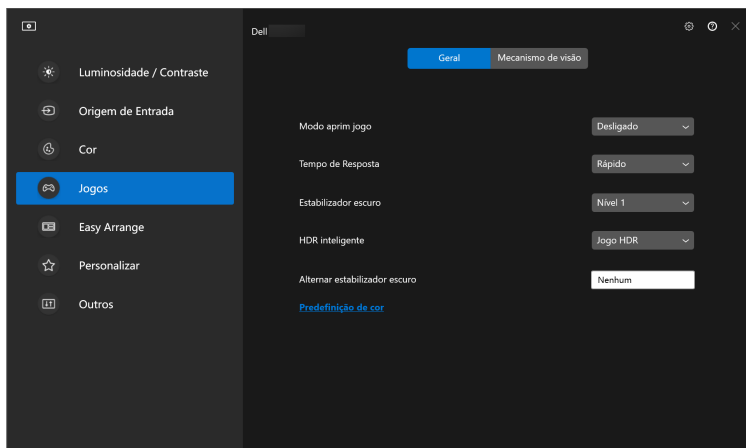 Dell
Geral
Mecanismo de visão
Luminosidade / Contraste
Origem de Entrada
Cor
Jogos
Easy Arrange
Personalizar
Outros
Modo aprim jogo
Desligado
Tempo de Resposta
Rápido
Estabilizador escuro
Nível 1
HDR inteligente
Jogo HDR
Alternar estabilizador escuro
Nenhum
Predefinição de cor